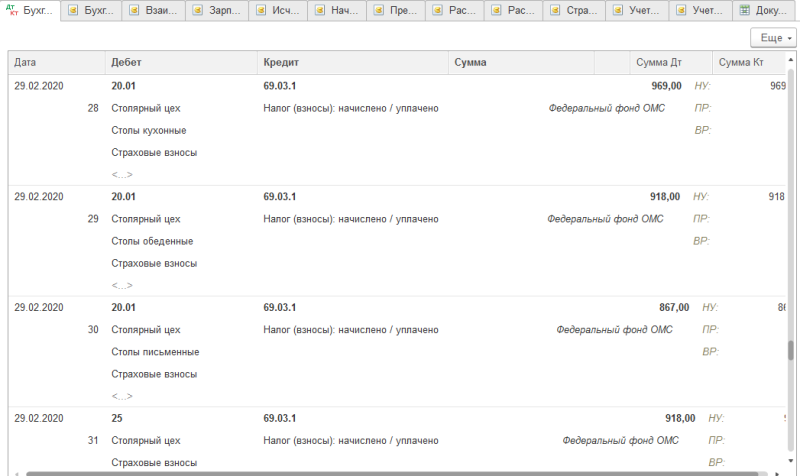 Дт Кт Бухг... Бухг... Взаи... Зарп... Исч... Нач... Пре... Рас... Рас... Стра... Учет... Учет... Доку...
Еще
Дата Дебет Кредит Сумма Сумма Дт Сумма Кт
29.02.2020 20.01 69.03.1 969,00 НУ: 969
28 Столярный цех Налог (взносы): начислено / уплачено Федеральный фонд ОМС ПР:
Столы кухонные ВР:
Страховые взносы
<...>
29.02.2020 20.01 69.03.1 918,00 НУ: 918
29 Столярный цех Налог (взносы): начислено / уплачено Федеральный фонд ОМС ПР:
Столы обеденные ВР:
Страховые взносы
<...>
29.02.2020 20.01 69.03.1 867,00 НУ: 86
30 Столярный цех Налог (взносы): начислено / уплачено Федеральный фонд ОМС ПР:
Столы письменные ВР:
Страховые взносы
<...>
29.02.2020 25 69.03.1 918,00 НУ:
31 Столярный цех Налог (взносы): начислено / уплачено Федеральный фонд ОМС ПР:
Страховые взносы ВР: